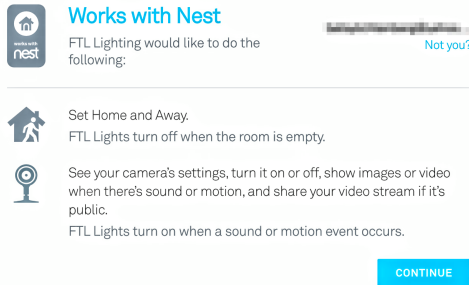 Works with Nest
works with
nest
FTL Lighting would like to do the
following:
Not you?
Set Home and Away.
FTL Lights turn off when the room is empty.
See your camera's settings, turn it on or off, show images or video
when there's sound or motion, and share your video stream if it's
public.
FTL Lights turn on when a sound or motion event occurs.
CONTINUE